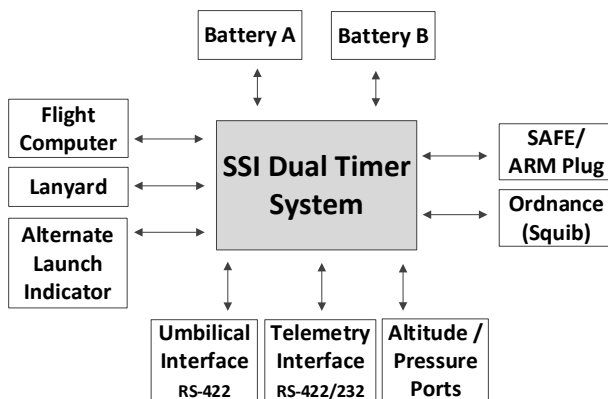 Battery A
Battery B
Flight
Computer
Lanyard
Alternate
Launch
Indicator
SSI Dual Timer
System
SAFE/
ARM Plug
Ordnance
(Squib)
Umbilical
Interface
RS-422
Telemetry
Interface
RS-422/232
Altitude /
Pressure
Ports